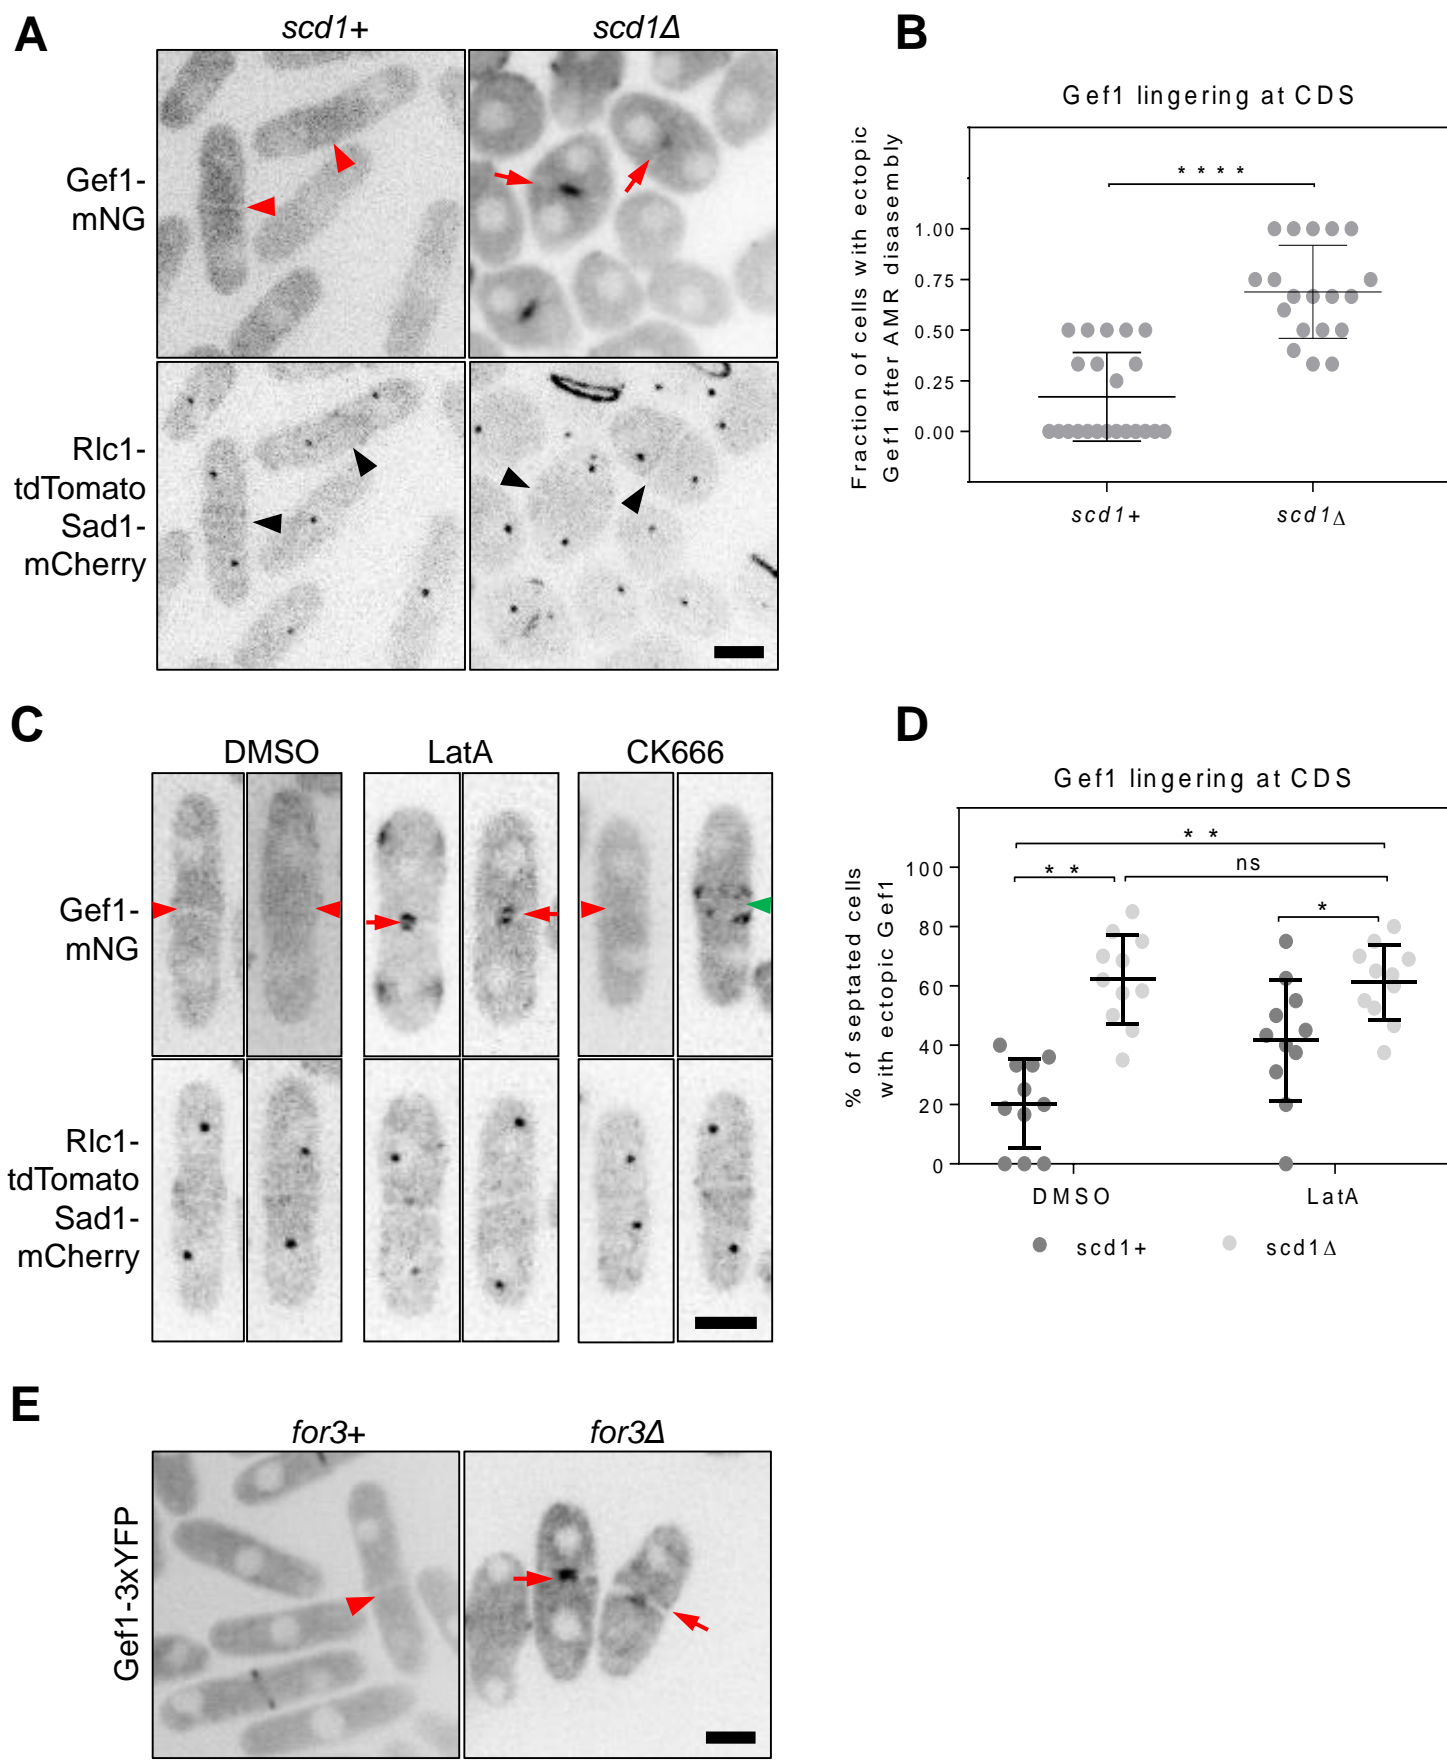 A
scd1+
scd1Δ
Gef1-
mNG
Rlc1-
tdTomato
Sad1-
mCherry
B
Gef1 lingering at CDS
Fraction of cells with ectopic
Gef1 after AMR disasembly
* * * *
1.00
0.75
0.50
0.25
0.00
scd1+
scd1Δ
C
DMSO
LatA
CK666
Gef1-
mNG
Rlc1-
tdTomato
Sad1-
mCherry
D
Gef1 lingering at CDS
% of septated cells
with ectopic Gef1
* *
* *
ns
*
100
80
60
40
20
0
DMSO
LatA
scd1+
scd1Δ
E
for3+
for3Δ
Gef1-3xYFP